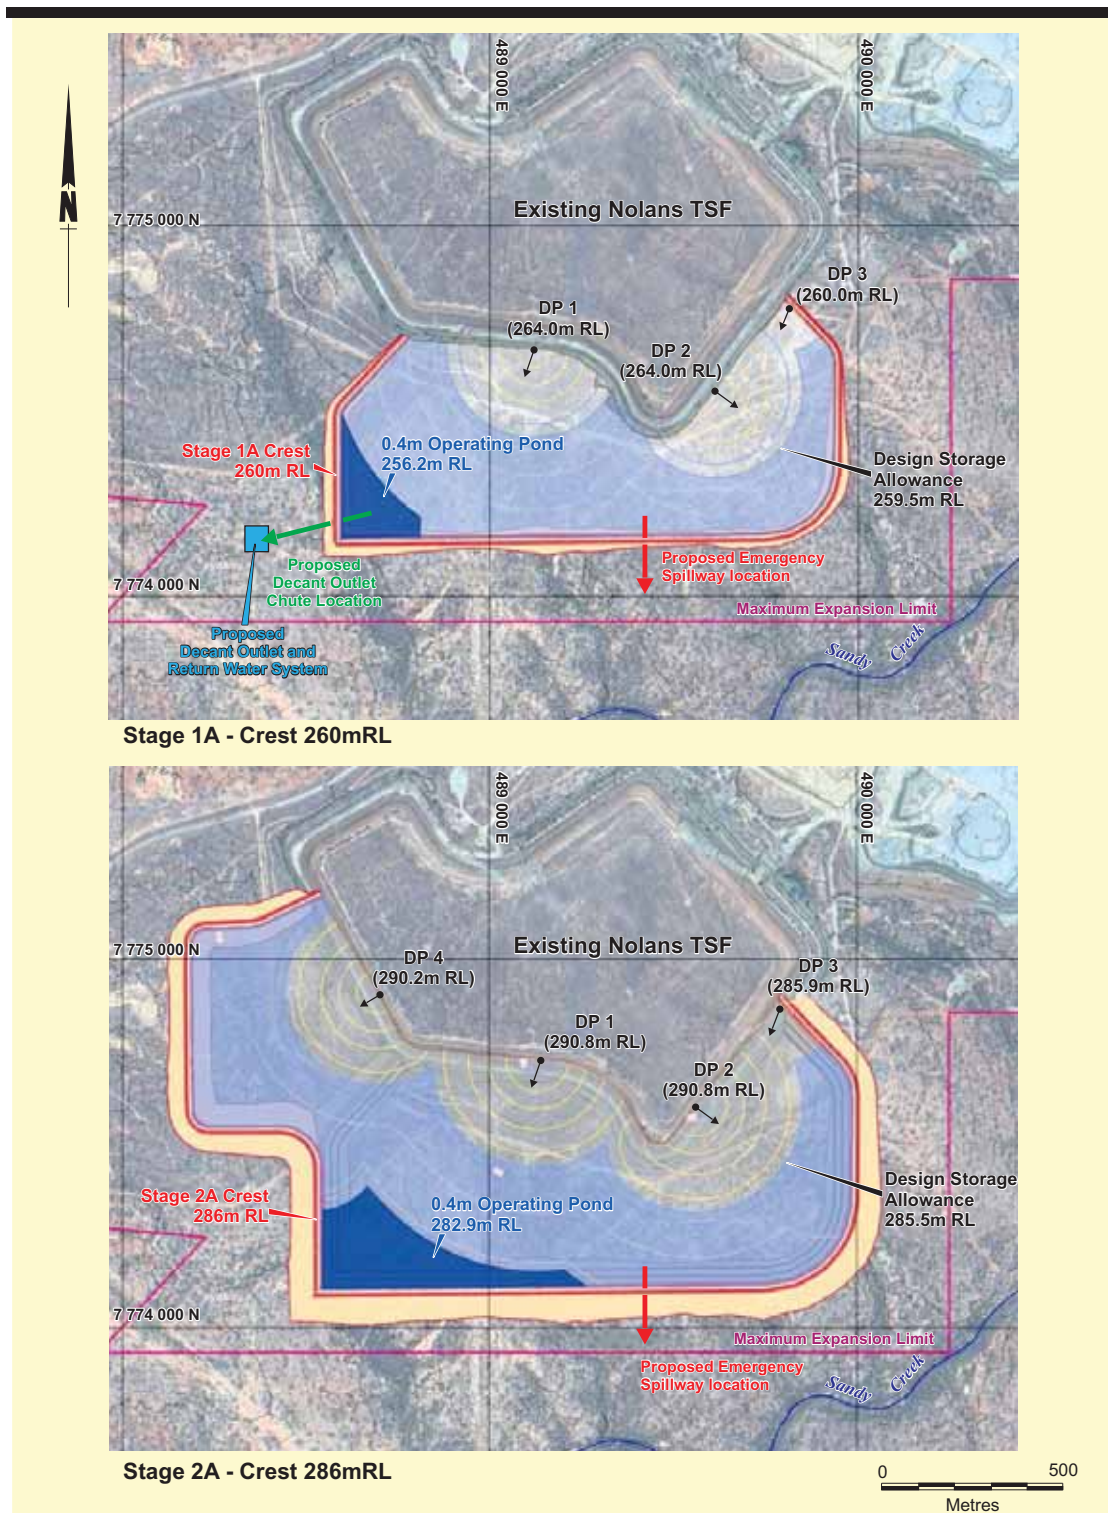 N
489 000 E
490 000 E
7 775 000 N
Existing Nolans TSF
DP 3
(260.0m RL)
DP 1
(264.0m RL)
DP 2
(264.0m RL)
Stage 1A Crest
260m RL
0.4m Operating Pond
256.2m RL
Design Storage
Allowance
259.5m RL
Proposed
Decant Outlet
Chute Location
Proposed Emergency
Spillway location
7 774 000 N
Maximum Expansion Limit
Proposed
Decant Outlet and
Return Water System
Sandy Creek
Stage 1A - Crest 260mRL
489 000 E
490 000 E
7 775 000 N
Existing Nolans TSF
DP 4
(290.2m RL)
DP 3
(285.9m RL)
DP 1
(290.8m RL)
DP 2
(290.8m RL)
Stage 2A Crest
286m RL
0.4m Operating Pond
282.9m RL
Design Storage
Allowance
285.5m RL
7 774 000 N
Maximum Expansion Limit
Proposed Emergency
Spillway location
Sandy Creek
Stage 2A - Crest 286mRL
0 500
Metres